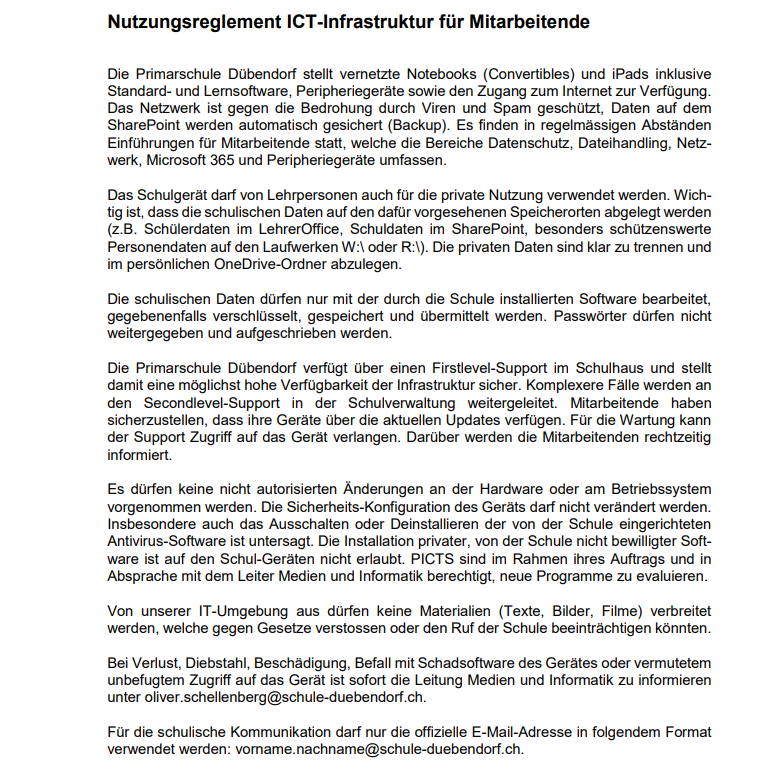 Nutzungsreglement ICT-Infrastruktur für Mitarbeitende
Die Primarschule Dübendorf stellt vernetzte Notebooks (Convertibles) und iPads inklusive
Standard- und Lernsoftware, Peripheriegeräte sowie den Zugang zum Internet zur Verfügung.
Das Netzwerk ist gegen die Bedrohung durch Viren und Spam geschützt, Daten auf dem
SharePoint werden automatisch gesichert (Backup). Es finden in regelmässigen Abständen
Einführungen für Mitarbeitende statt, welche die Bereiche Datenschutz, Dateihandling, Netz-
werk, Microsoft 365 und Peripheriegeräte umfassen.
Das Schulgerät darf von Lehrpersonen auch für die private Nutzung verwendet werden. Wich-
tig ist, dass die schulischen Daten auf den dafür vorgesehenen Speicherorten abgelegt werden
(z.B. Schülerdaten im LehrerOffice, Schuldaten im SharePoint, besonders schützenswerte
Personendaten auf den Laufwerken W:\ oder R:\). Die privaten Daten sind klar zu trennen und
im persönlichen OneDrive-Ordner abzulegen.
Die schulischen Daten dürfen nur mit der durch die Schule installierten Software bearbeitet,
gegebenenfalls verschlüsselt, gespeichert und übermittelt werden. Passwörter dürfen nicht
weitergegeben und aufgeschrieben werden.
Die Primarschule Dübendorf verfügt über einen Firstlevel-Support im Schulhaus und stellt
damit eine möglichst hohe Verfügbarkeit der Infrastruktur sicher. Komplexere Fälle werden an
den Secondlevel-Support in der Schulverwaltung weitergeleitet. Mitarbeitende haben
sicherzustellen, dass ihre Geräte über die aktuellen Updates verfügen. Für die Wartung kann
der Support Zugriff auf das Gerät verlangen. Darüber werden die Mitarbeitenden rechtzeitig
informiert.
Es dürfen keine nicht autorisierten Änderungen an der Hardware oder am Betriebssystem
vorgenommen werden. Die Sicherheits-Konfiguration des Geräts darf nicht verändert werden.
Insbesondere auch das Ausschalten oder Deinstallieren der von der Schule eingerichteten
Antivirus-Software ist untersagt. Die Installation privater, von der Schule nicht bewilligter Soft-
ware ist auf den Schul-Geräten nicht erlaubt. PICTS sind im Rahmen ihres Auftrags und in
Absprache mit dem Leiter Medien und Informatik berechtigt, neue Programme zu evaluieren.
Von unserer IT-Umgebung aus dürfen keine Materialien (Texte, Bilder, Filme) verbreitet
werden, welche gegen Gesetze verstossen oder den Ruf der Schule beeinträchtigen könnten.
Bei Verlust, Diebstahl, Beschädigung, Befall mit Schadsoftware des Gerätes oder vermutetem
unbefugtem Zugriff auf das Gerät ist sofort die Leitung Medien und Informatik zu informieren
unter oliver.schellenberg@schule-duebendorf.ch.
Für die schulische Kommunikation darf nur die offizielle E-Mail-Adresse in folgendem Format
verwendet werden: vorname.nachname@schule-duebendorf.ch.